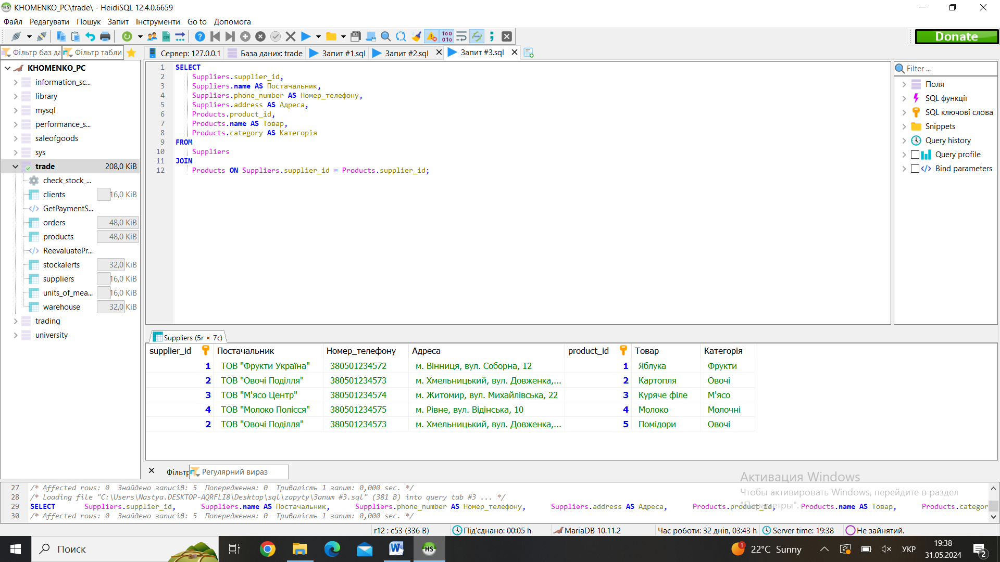 KHOMENKO_PC\trade\ - HeidiSQL 12.4.0.6659
Файл Редагувати Пошук Запит Інструменти Go to Допомога
Donate
Фільтр баз да Фільтр табли
Сервер: 127.0.0.1 База даних: trade Запит #1.sql Запит #2.sql Запит #3.sql
KHOMENKO_PC
information_sc...
library
mysql
performance_s...
saleofgoods
sys
trade 208,0 KiB
check_stock_...
clients 16,0 KiB
GetPaymentS...
orders 48,0 KiB
products 48,0 KiB
ReevaluatePr...
stockalerts 32,0 KiB
suppliers 16,0 KiB
units_of_mea... 16,0 KiB
warehouse 32,0 KiB
trading
university
1 SELECT
2 Suppliers.supplier_id,
3 Suppliers.name AS Постачальник,
4 Suppliers.phone_number AS Номер_телефону,
5 Suppliers.address AS Адреса,
6 Products.product_id,
7 Products.name AS Товар,
8 Products.category AS Категорія
9 FROM
10 Suppliers
11 JOIN
12 Products ON Suppliers.supplier_id = Products.supplier_id;
Filter ...
Поля
SQL функції
SQL ключові слова
Snippets
Query history
Query profile
Bind parameters
Suppliers (5r × 7c)
supplier_id Постачальник Номер_телефону Адреса product_id Товар Категорія
1 ТОВ "Фрукти Україна" 380501234572 м. Вінниця, вул. Соборна, 12 1 Яблука Фрукти
2 ТОВ "Овочі Поділля" 380501234573 м. Хмельницький, вул. Довженка,... 2 Картопля Овочі
3 ТОВ "М'ясо Центр" 380501234574 м. Житомир, вул. Михайлівська, 22 3 Куряче філе М'ясо
4 ТОВ "Молоко Полісся" 380501234575 м. Рівне, вул. Відінська, 10 4 Молоко Молочні
2 ТОВ "Овочі Поділля" 380501234573 м. Хмельницький, вул. Довженка,... 5 Помідори Овочі
Фільтр Регулярний вираз
Активация Windows
Чтобы активировать Windows, перейдите в раздел
"Параметры".
27 /* Affected rows: 0 Знайдено записів: 5 Попередження: 0 Тривалість 1 запит: 0,000 sec. */
28 /* Loading file "C:\Users\Nastya.DESKTOP-AQRFLI8\Desktop\sql\zapyty\Запит #3.sql" (381 B) into query tab #3 ... */
29 SELECT Suppliers.supplier_id, Suppliers.name AS Постачальник, Suppliers.phone_number AS Номер_телефону, Suppliers.address AS Адреса, Products.product_id, Products.name AS Товар, Products.categor
30 /* Affected rows: 0 Знайдено записів: 5 Попередження: 0 Тривалість 1 запит: 0,000 sec. */
r12 : c53 (336 B) Під'єднано: 00:05 h MariaDB 10.11.2 Час роботи: 32 днів, 03:43 h Server time: 19:38 Не зайнятий.
Поиск
1 22°C Sunny УКР 19:38
31.05.2024 2